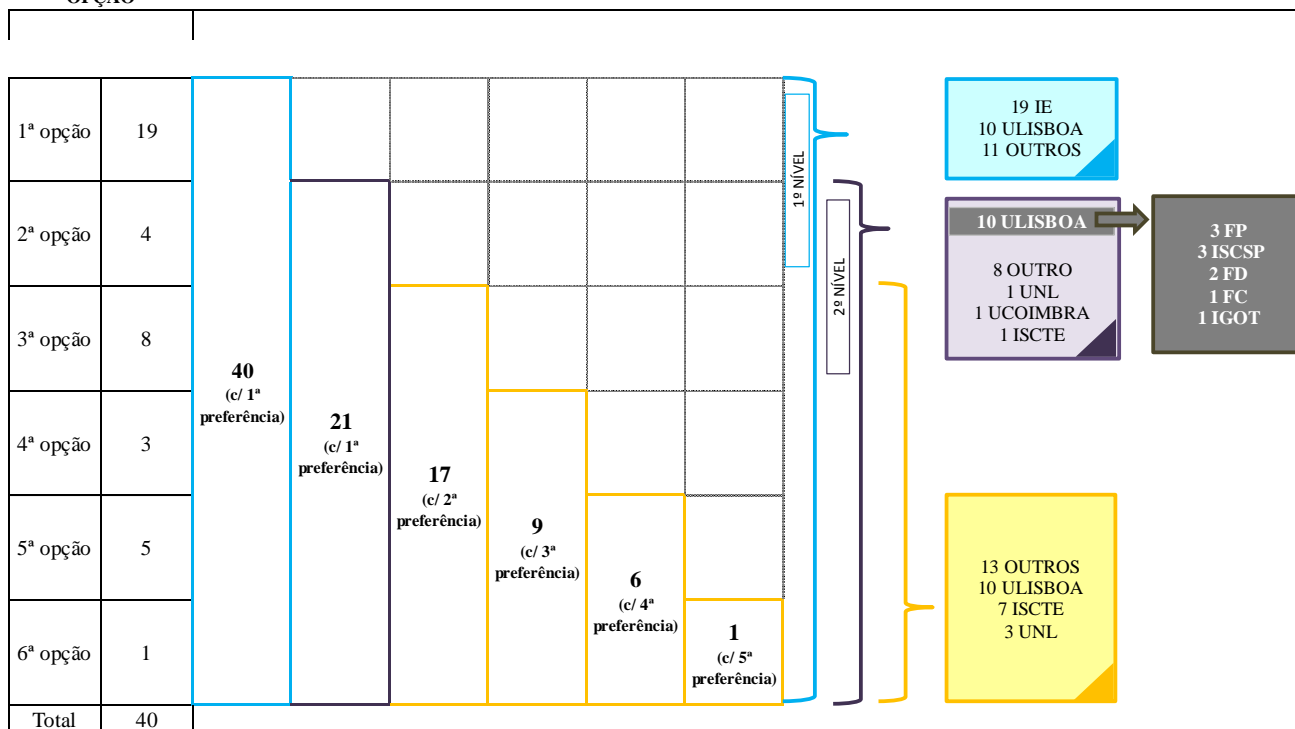 OPÇÃO
1ª opção 19
2ª opção 4
3ª opção 8
4ª opção 3
5ª opção 5
6ª opção 1
Total 40
40
(c/ 1ª
preferência)
21
(c/ 1ª
preferência)
17
(c/ 2ª
preferência)
9
(c/ 3ª
preferência)
6
(c/ 4ª
preferência)
1
(c/ 5ª
preferência)
1º NÍVEL
2º NÍVEL
19 IE
10 ULISBOA
11 OUTROS
10 ULISBOA
8 OUTRO
1 UNL
1 UCOIMBRA
1 ISCTE
3 FP
3 ISCSP
2 FD
1 FC
1 IGOT
13 OUTROS
10 ULISBOA
7 ISCTE
3 UNL